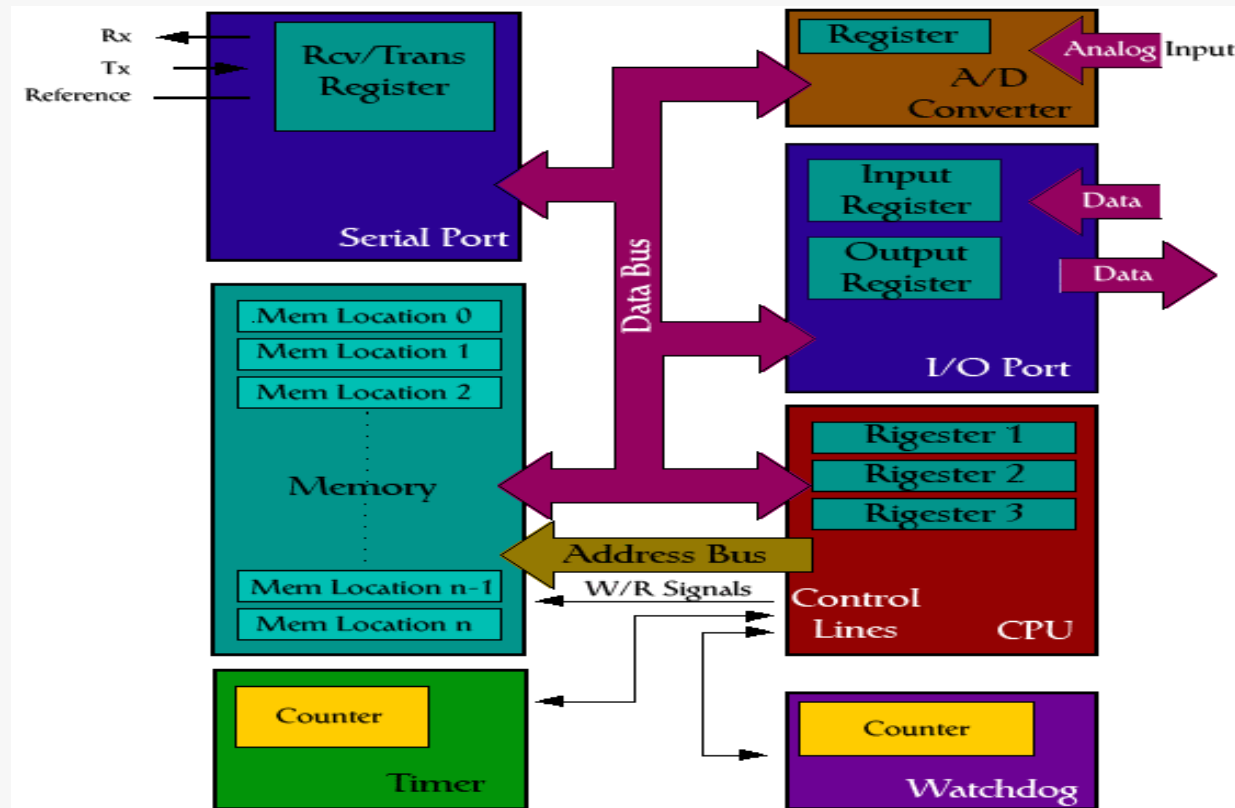 Rx
Tx
Reference
Rcv/Trans
Register
Serial Port
Register
A/D
Converter
Analog Input
Input
Register
Output
Register
Data
Data
I/O Port
Data Bus
.Mem Location 0
Mem Location 1
Mem Location 2
Memory
Mem Location n-1
Mem Location n
Rigester 1
Rigester 2
Rigester 3
Address Bus
W/R Signals
Control
Lines
CPU
Counter
Timer
Counter
Watchdog